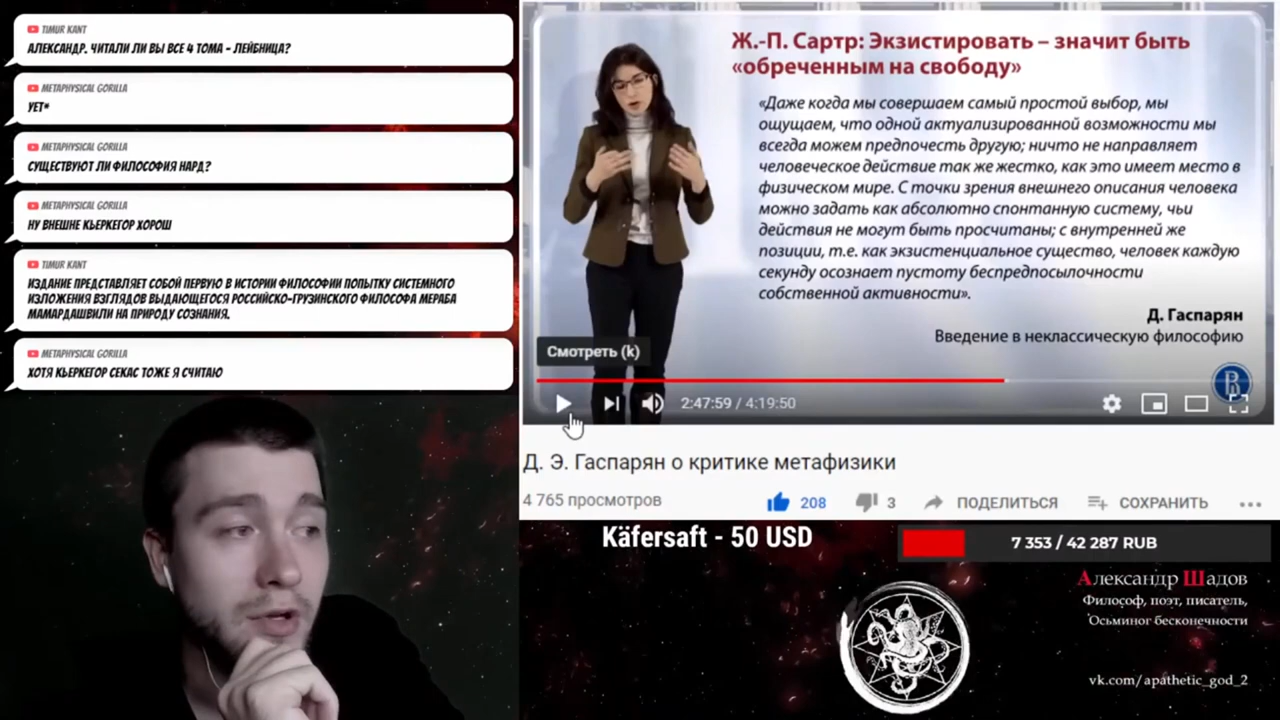 TIMUR KANT
АЛЕКСАНДР. ЧИТАЛИ ЛИ ВЫ ВСЕ 4 ТОМА - ЛЕЙБНИЦА?
METAPHYSICAL GORILLA
УЕТ*
METAPHYSICAL GORILLA
СУЩЕСТВУЮТ ЛИ ФИЛОСОФИЯ НАРД?
METAPHYSICAL GORILLA
НУ ВНЕШНЕ КЬЕРКЕГОР ХОРОШ
TIMUR KANT
ИЗДАНИЕ ПРЕДСТАВЛЯЕТ СОБОЙ ПЕРВУЮ В ИСТОРИИ ФИЛОСОФИИ ПОПЫТКУ СИСТЕМНОГО
ИЗЛОЖЕНИЯ ВЗГЛЯДОВ ВЫДАЮЩЕГОСЯ РОССИЙСКО-ГРУЗИНСКОГО ФИЛОСОФА МЕРАБА
МАМАРДАШВИЛИ НА ПРИРОДУ СОЗНАНИЯ.
METAPHYSICAL GORILLA
ХОТЯ КЬЕРКЕГОР СЕКАС ТОЖЕ Я СЧИТАЮ
Ж.-П. Сартр: Экзистировать – значит быть
«обреченным на свободу»
«Даже когда мы совершаем самый простой выбор, мы
ощущаем, что одной актуализированной возможности мы
всегда можем предпочесть другую; ничто не направляет
человеческое действие так же жестко, как это имеет место в
физическом мире. С точки зрения внешнего описания человека
можно задать как абсолютно спонтанную систему, чьи
действия не могут быть просчитаны; с внутренней же
позиции, т.е. как экзистенциальное существо, человек каждую
секунду осознает пустоту беспредпосылочности
собственной активности».
Д. Гаспарян
Введение в неклассическую философию
Смотреть (k)
2:47:59 / 4:19:50
Д. Э. Гаспарян о критике метафизики
4 765 просмотров
208
3
ПОДЕЛИТЬСЯ
СОХРАНИТЬ
Käfersaft - 50 USD
7 353 / 42 287 RUB
Александр Шадов
Философ, поэт, писатель,
Осьминог бесконечности
vk.com/apathetic_god_2